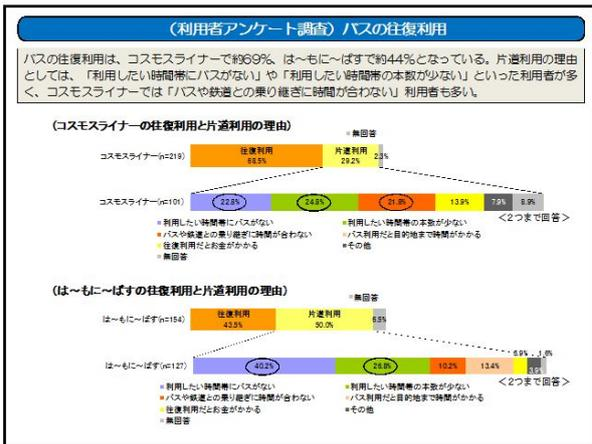 (利用者アンケート調査)バスの往復利用
バスの往復利用は、コスモスライナーで約69%、は～もに～ばすで約44%となっている。片道利用の理由
としては、「利用したい時間帯にバスがない」や「利用したい時間帯の本数が少ない」といった利用者が多
く、コスモスライナーでは「バスや鉄道との乗り継ぎに時間が合わない」利用者も多い。
(コスモスライナーの往復利用と片道利用の理由)
無回答
コスモスライナー(n=219) 往復利用 68.5% 片道利用 29.2% 2.3%
コスモスライナー(n=101) 22.8% 24.8% 21.8% 13.9% 7.9% 8.9%
<2つまで回答>
利用したい時間帯にバスがない 利用したい時間帯の本数が少ない
バスや鉄道との乗り継ぎに時間が合わない バス利用だと目的地まで時間がかかる
往復利用だとお金がかかる その他
無回答
(は～もに～ばすの往復利用と片道利用の理由)
無回答
は～もに～ばす(n=154) 往復利用 43.5% 片道利用 50.0% 6.5%
は～もに～ばす(n=127) 40.2% 26.8% 10.2% 13.4% 3.9% 1.6%
<2つまで回答>
利用したい時間帯にバスがない 利用したい時間帯の本数が少ない
バスや鉄道との乗り継ぎに時間が合わない バス利用だと目的地まで時間がかかる
往復利用だとお金がかかる その他
無回答